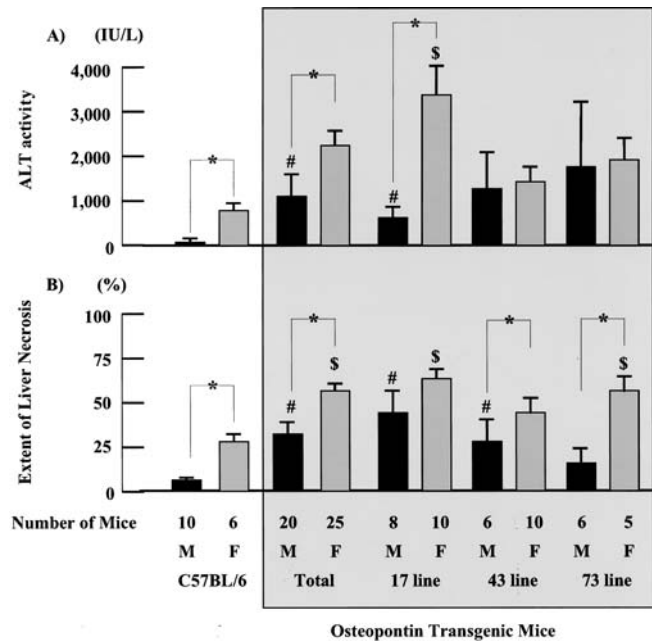 A) (IU/L)
4,000
3,000
2,000
1,000
0
ALT activity
*
* #
* # $
B) (%)
100
75
50
25
0
Extent of Liver Necrosis
*
* # $
# $
* #
* $
Number of Mice 10 6 20 25 8 10 6 10 6 5
M F M F M F M F M F
C57BL/6 Total 17 line 43 line 73 line
Osteopontin Transgenic Mice